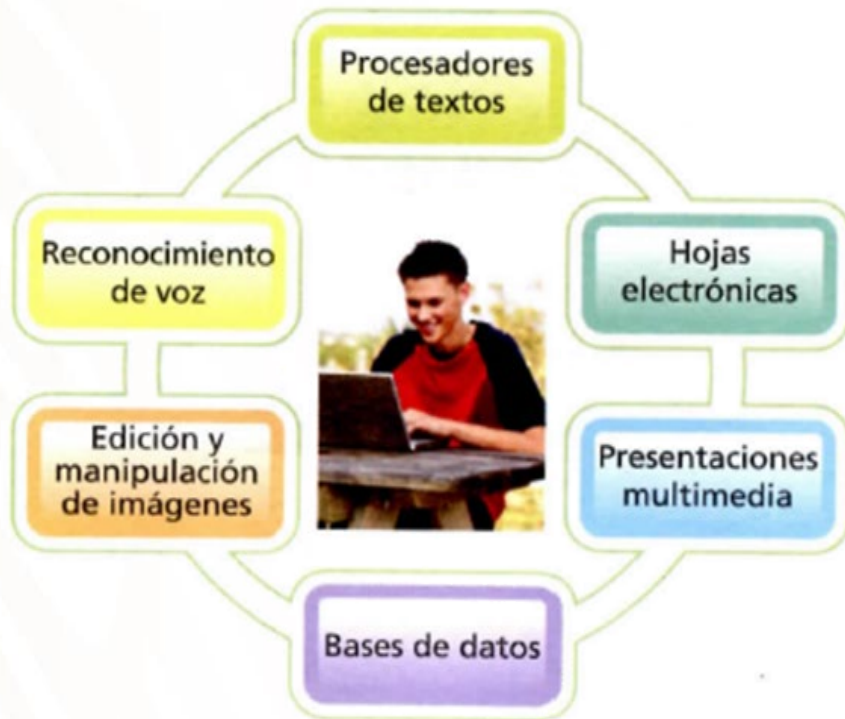 Procesadores
de textos
Hojas
electrónicas
Presentaciones
multimedia
Bases de datos
Edición y
manipulación
de imágenes
Reconocimiento
de voz